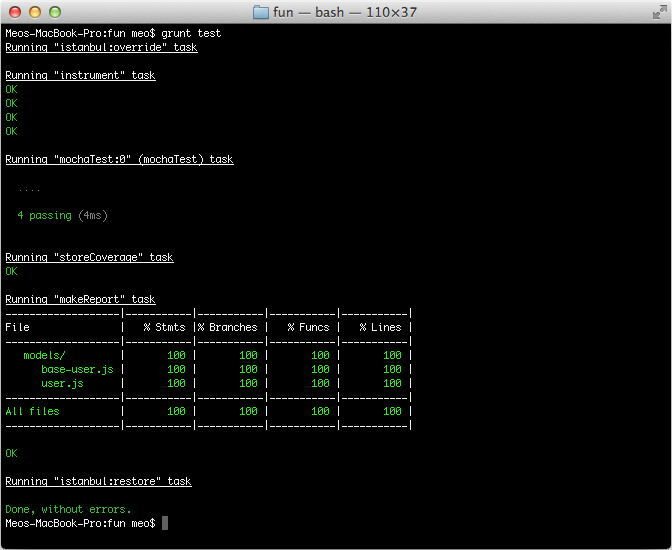 fun — bash — 110×37
Meos-MacBook-Pro:fun meo$ grunt test
Running "istanbul:override" task
Running "instrument" task
OK
OK
OK
OK
Running "mochaTest:0" (mochaTest) task
....
4 passing (4ms)
Running "storeCoverage" task
OK
Running "makeReport" task
--------------------|-----------|-----------|-----------|-----------|
File                |   % Stmts |% Branches |   % Funcs |   % Lines |
--------------------|-----------|-----------|-----------|-----------|
   models/          |       100 |       100 |       100 |       100 |
      base-user.js  |       100 |       100 |       100 |       100 |
      user.js       |       100 |       100 |       100 |       100 |
--------------------|-----------|-----------|-----------|-----------|
All files           |       100 |       100 |       100 |       100 |
--------------------|-----------|-----------|-----------|-----------|
OK
Running "istanbul:restore" task
Done, without errors.
Meos-MacBook-Pro:fun meo$